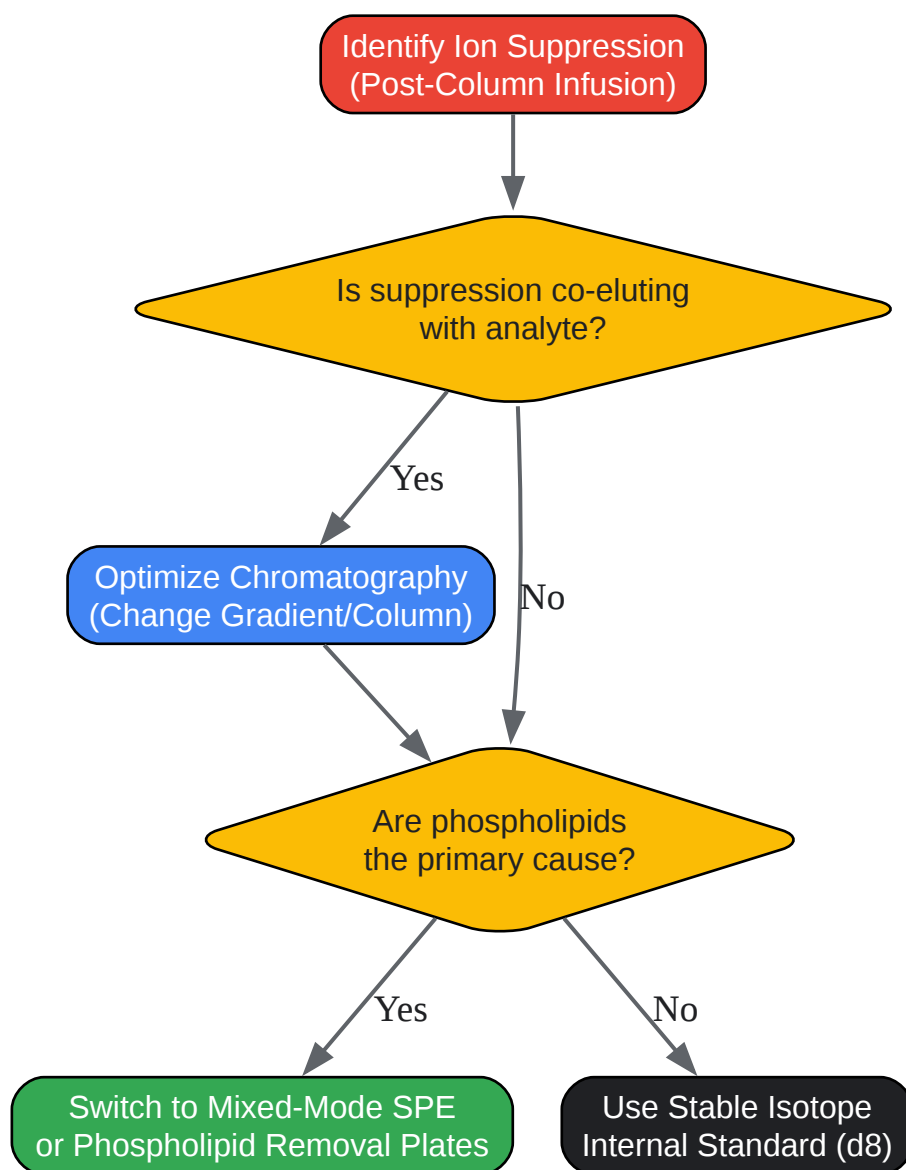 Identify Ion Suppression
(Post-Column Infusion)
Is suppression co-eluting
with analyte?
Yes
Optimize Chromatography
(Change Gradient/Column)
No
Are phospholipids
the primary cause?
Yes
No
Switch to Mixed-Mode SPE
or Phospholipid Removal Plates
Use Stable Isotope
Internal Standard (d8)